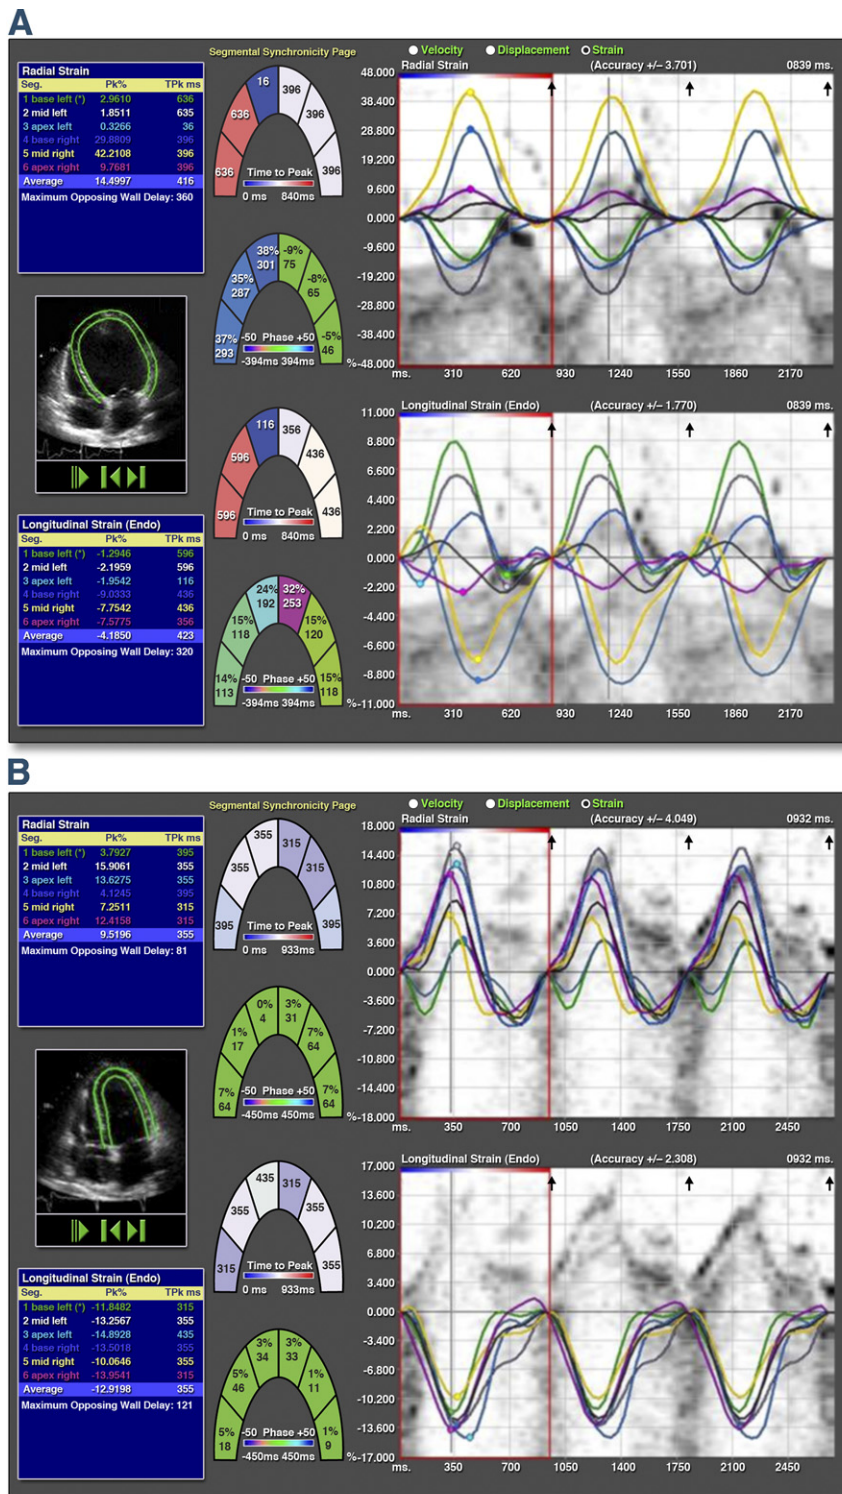 A
Segmental Synchronicity Page
Velocity Displacement Strain
Radial Strain
Seg. Pk% TPk ms
1 base left (*) 2.9610 636
2 mid left 1.8511 635
3 apex left 0.3266 36
4 base right 29.8809 396
5 mid right 42.2108 396
6 apex right 9.7681 396
Average 14.4997 416
Maximum Opposing Wall Delay: 360
16 396
636 396
636 396
Time to Peak
0 ms 840ms
38% -9%
301 75
35% -8%
287 65
37% -5%
293 46
-50 Phase +50
-394ms 394ms
Radial Strain (Accuracy +/- 3.701) 0839 ms.
48.000
38.400
28.800
19.200
9.600
0.000
-9.600
-19.200
-28.800
-38.400
%-48.000
ms. 310 620 930 1240 1550 1860 2170
Longitudinal Strain (Endo)
Seg. Pk% TPk ms
1 base left (*) -1.2946 596
2 mid left -2.1959 596
3 apex left -1.9542 116
4 base right -9.0333 436
5 mid right -7.7542 436
6 apex right -7.5775 356
Average -4.1850 423
Maximum Opposing Wall Delay: 320
116 356
596 436
596 436
Time to Peak
0 ms 840ms
24% 32%
192 253
15% 15%
118 120
14% 15%
113 118
-50 Phase +50
-394ms 394ms
Longitudinal Strain (Endo) (Accuracy +/- 1.770) 0839 ms.
11.000
8.800
6.600
4.400
2.200
0.000
-2.200
-4.400
-6.600
-8.800
%-11.000
ms. 310 620 930 1240 1550 1860 2170
B
Segmental Synchronicity Page
Velocity Displacement Strain
Radial Strain
Seg. Pk% TPk ms
1 base left (*) 3.7927 395
2 mid left 15.9061 355
3 apex left 13.6275 355
4 base right 4.1245 395
5 mid right 7.2511 315
6 apex right 12.4158 315
Average 9.5196 355
Maximum Opposing Wall Delay: 81
355 315
355 315
395 395
Time to Peak
0 ms 933ms
0% 3%
4 31
1% 7%
17 64
7% 7%
64 64
-50 Phase +50
-450ms 450ms
Radial Strain (Accuracy +/- 4.049) 0932 ms.
18.000
14.400
10.800
7.200
3.600
0.000
-3.600
-7.200
-10.800
-14.400
%-18.000
ms. 350 700 1050 1400 1750 2100 2450
Longitudinal Strain (Endo)
Seg. Pk% TPk ms
1 base left (*) -11.8482 315
2 mid left -13.2567 355
3 apex left -14.8928 435
4 base right -13.5018 355
5 mid right -10.0646 355
6 apex right -13.9541 315
Average -12.9198 355
Maximum Opposing Wall Delay: 121
435 315
355 355
315 355
Time to Peak
0 ms 933ms
3% 3%
34 33
5% 1%
46 11
5% 1%
18 9
-50 Phase +50
-450ms 450ms
Longitudinal Strain (Endo) (Accuracy +/- 2.308) 0932 ms.
17.000
13.600
10.200
6.800
3.400
0.000
-3.400
-6.800
-10.200
-13.600
%-17.000
ms. 350 700 1050 1400 1750 2100 2450